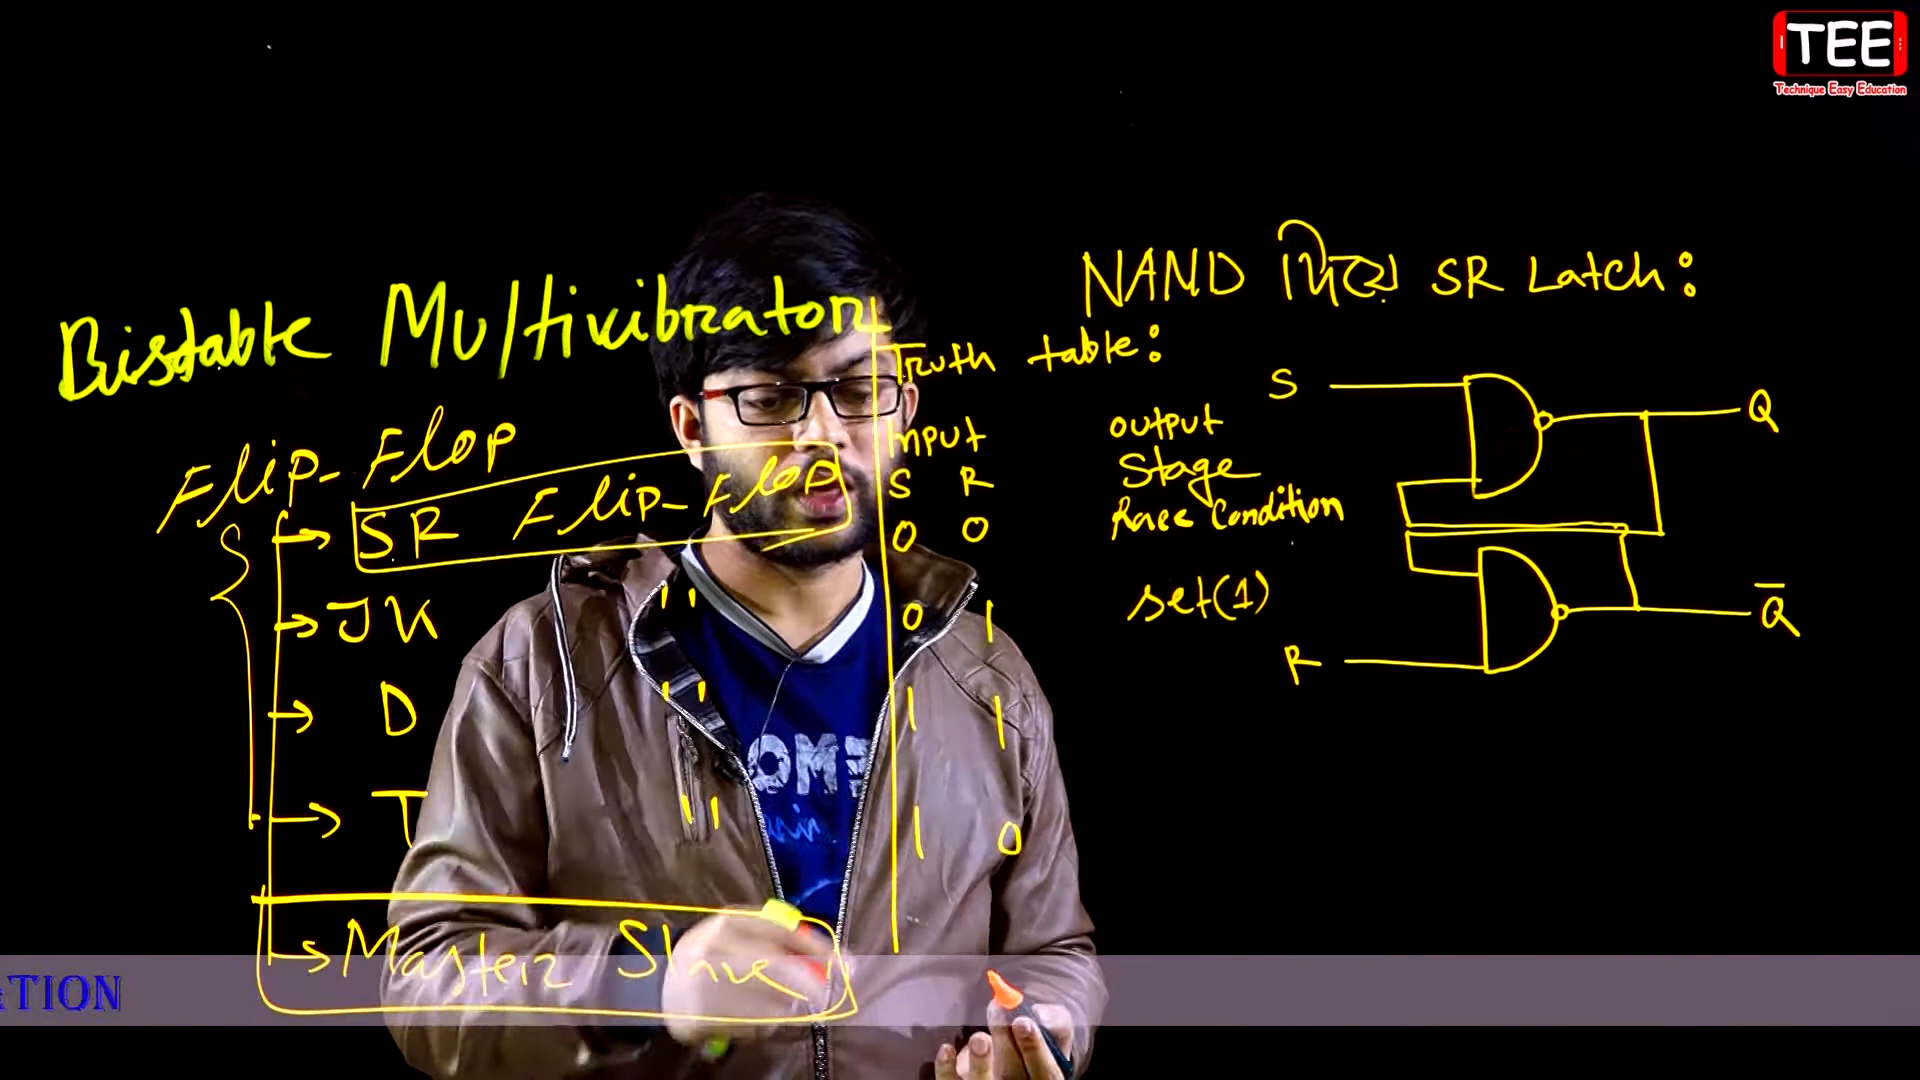 TEE
Technique Easy Education
Bistable Multivibrator
Flip-Flop
SR Flip-Flop
JK " "
D " "
T " "
Master Slave
Truth table:
Input
S R
0 0
0 1
1 1
1 0
output
Stage
Race Condition
set(1)
NAND দিয়ে SR Latch:
S
Q
R
Q̅
ATION